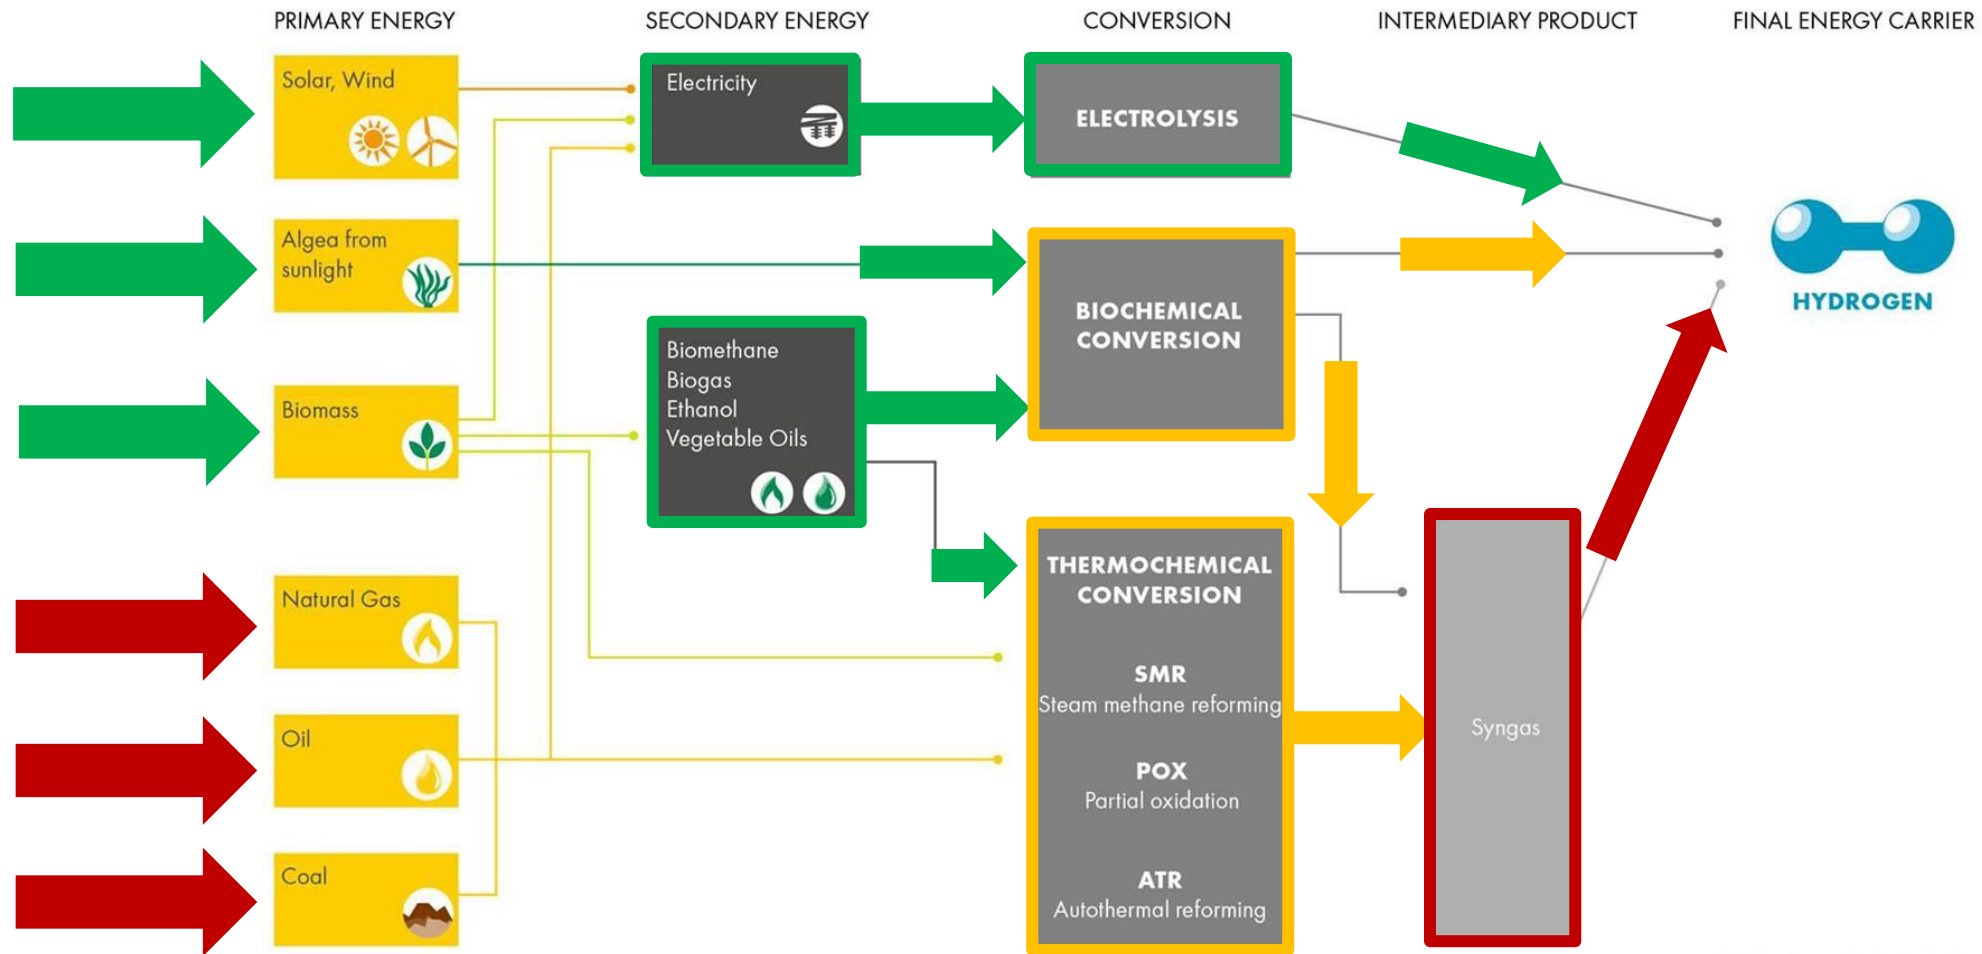 PRIMARY ENERGY
SECONDARY ENERGY
CONVERSION
INTERMEDIARY PRODUCT
FINAL ENERGY CARRIER
Solar, Wind
Electricity
ELECTROLYSIS
Algea from
sunlight
BIOCHEMICAL
CONVERSION
HYDROGEN
Biomethane
Biogas
Ethanol
Vegetable Oils
Biomass
THERMOCHEMICAL
CONVERSION
Natural Gas
SMR
Steam methane reforming
Oil
Syngas
POX
Partial oxidation
Coal
ATR
Autothermal reforming